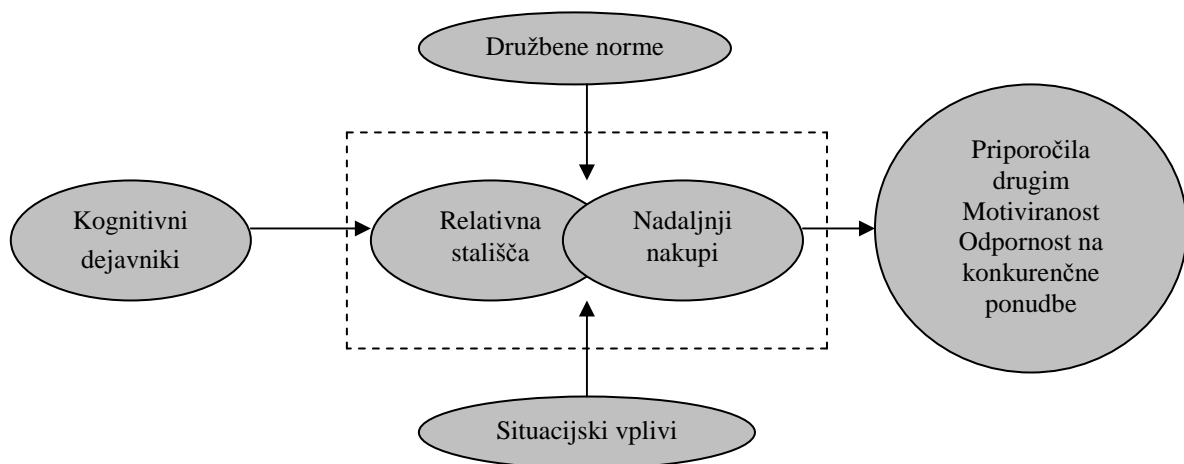 Družbene norme
Kognitivni
dejavniki
Relativna
stališča
Nadaljnji
nakupi
Priporočila
drugim
Motiviranost
Odpornost na
konkurenčne
ponudbe
Situacijski vplivi